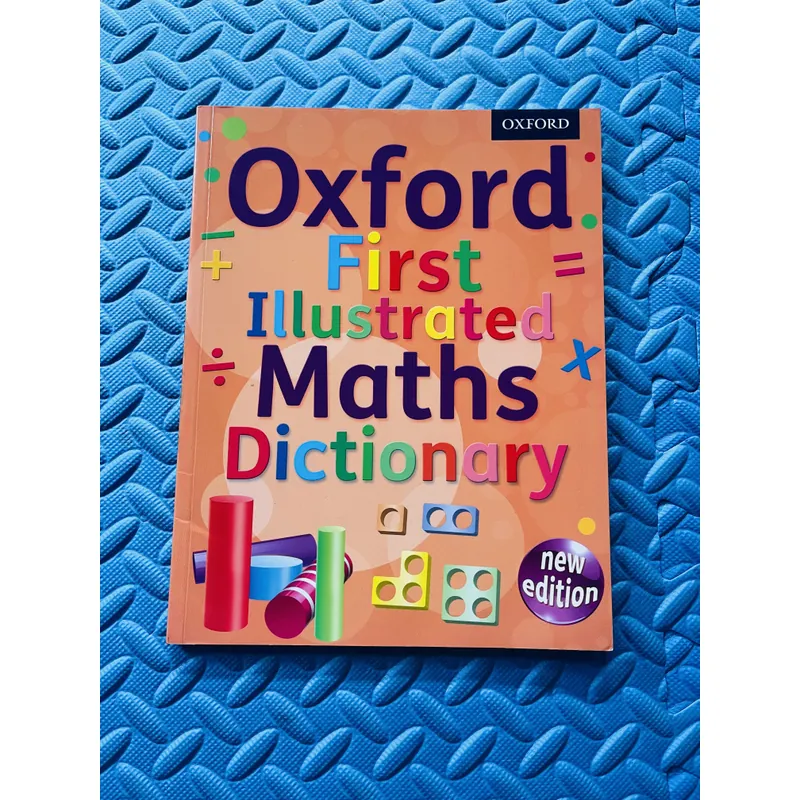 OXFORD
Oxford
First
Illustrated
Maths
Dictionary
new
edition